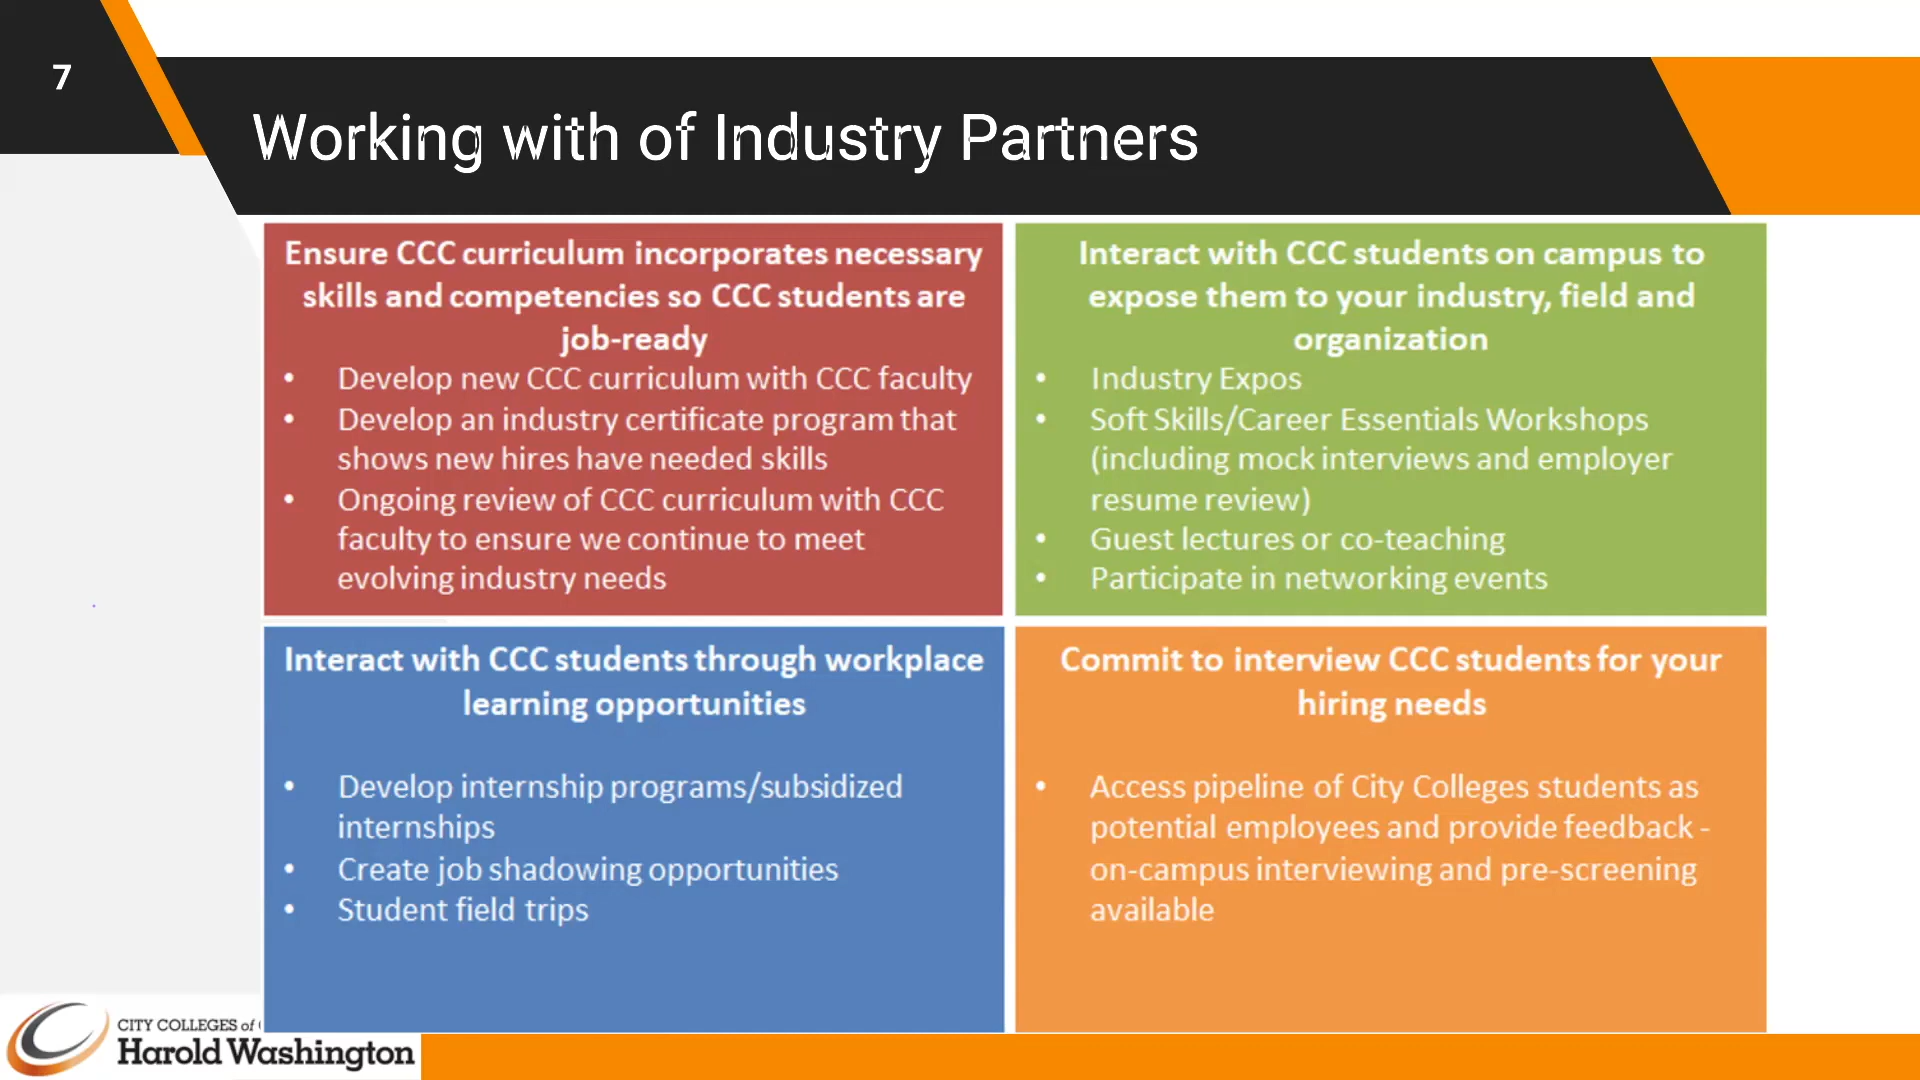 7
Working with of Industry Partners
Ensure CCC curriculum incorporates necessary
skills and competencies so CCC students are
job-ready
• Develop new CCC curriculum with CCC faculty
• Develop an industry certificate program that
shows new hires have needed skills
• Ongoing review of CCC curriculum with CCC
faculty to ensure we continue to meet
evolving industry needs
Interact with CCC students on campus to
expose them to your industry, field and
organization
• Industry Expos
• Soft Skills/Career Essentials Workshops
(including mock interviews and employer
resume review)
• Guest lectures or co-teaching
• Participate in networking events
Interact with CCC students through workplace
learning opportunities
• Develop internship programs/subsidized
internships
• Create job shadowing opportunities
• Student field trips
Commit to interview CCC students for your
hiring needs
• Access pipeline of City Colleges students as
potential employees and provide feedback -
on-campus interviewing and pre-screening
available
CITY COLLEGES of
Harold Washington